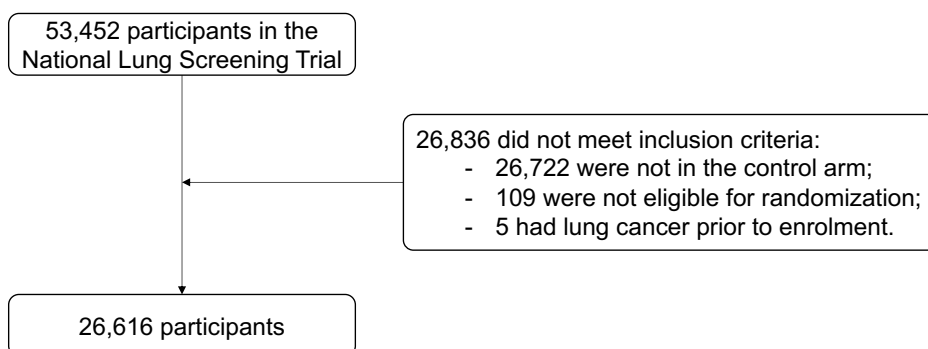 53,452 participants in the
National Lung Screening Trial
26,836 did not meet inclusion criteria:
- 26,722 were not in the control arm;
- 109 were not eligible for randomization;
- 5 had lung cancer prior to enrolment.
26,616 participants